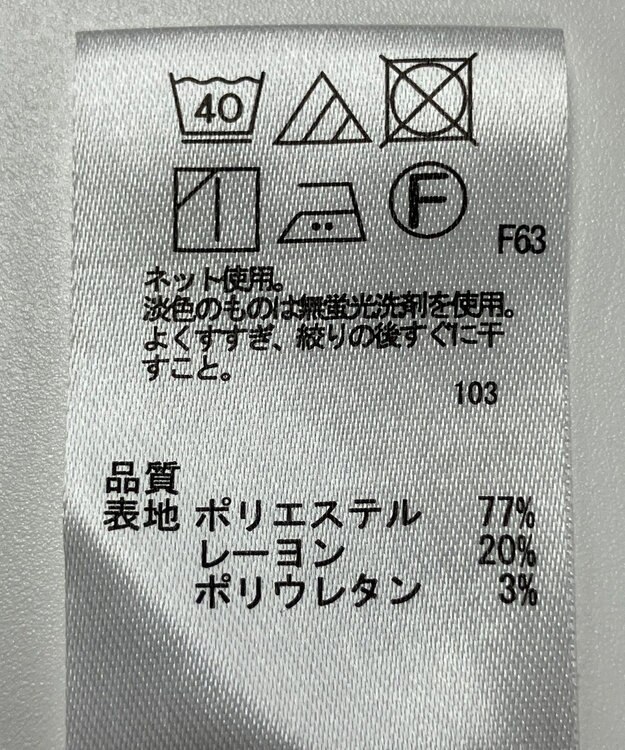 40
F
F63
ネット使用。
淡色のものは無蛍光洗剤を使用。
よくすすぎ、絞りの後すぐに干
すこと。
103
品質
表地 ポリエステル 77%
レーヨン 20%
ポリウレタン 3%